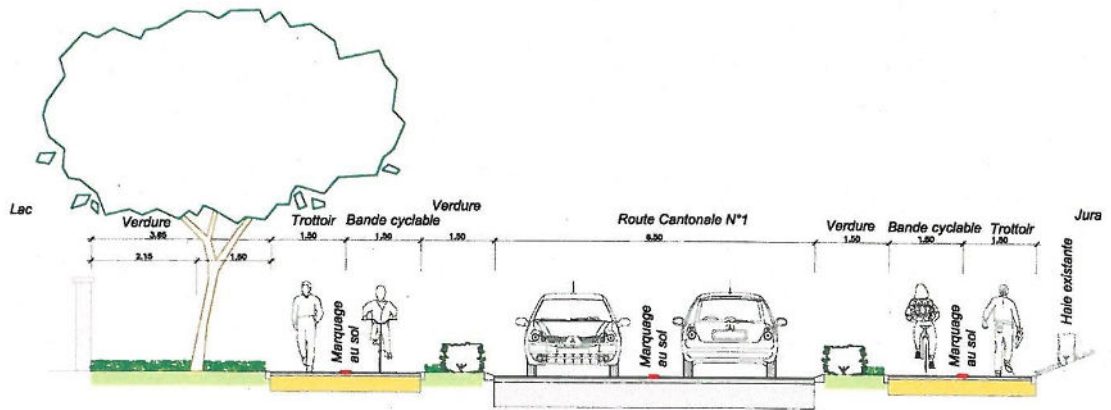 Lac
Verdure
Trottoir
Bande cyclable
Verdure
Route Cantonale N°1
Verdure
Bande cyclable
Trottoir
Jura
3.65
1.50
1.50
1.50
6.50
1.50
1.50
1.50
2.15
1.50
Marquage
au sol
Marquage
au sol
Marquage
au sol
Haie existante